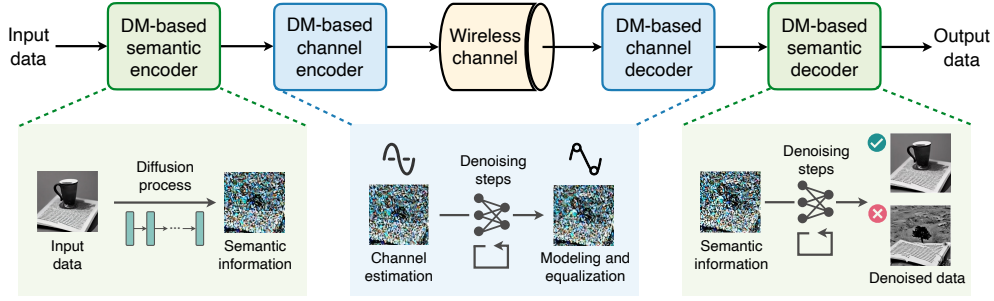 Input
data
DM-based
semantic
encoder
DM-based
channel
encoder
Wireless
channel
DM-based
channel
decoder
DM-based
semantic
decoder
Output
data
Diffusion
process
Input
data
Semantic
information
Denoising
steps
Channel
estimation
Modeling and
equalization
Denoising
steps
Semantic
information
Denoised data